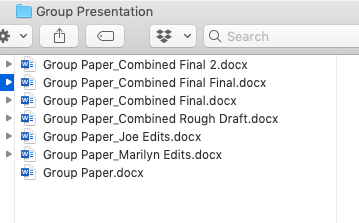 Group Presentation
Search
Group Paper_Combined Final 2.docx
Group Paper_Combined Final Final.docx
Group Paper_Combined Final.docx
Group Paper_Combined Rough Draft.docx
Group Paper_Joe Edits.docx
Group Paper_Marilyn Edits.docx
Group Paper.docx